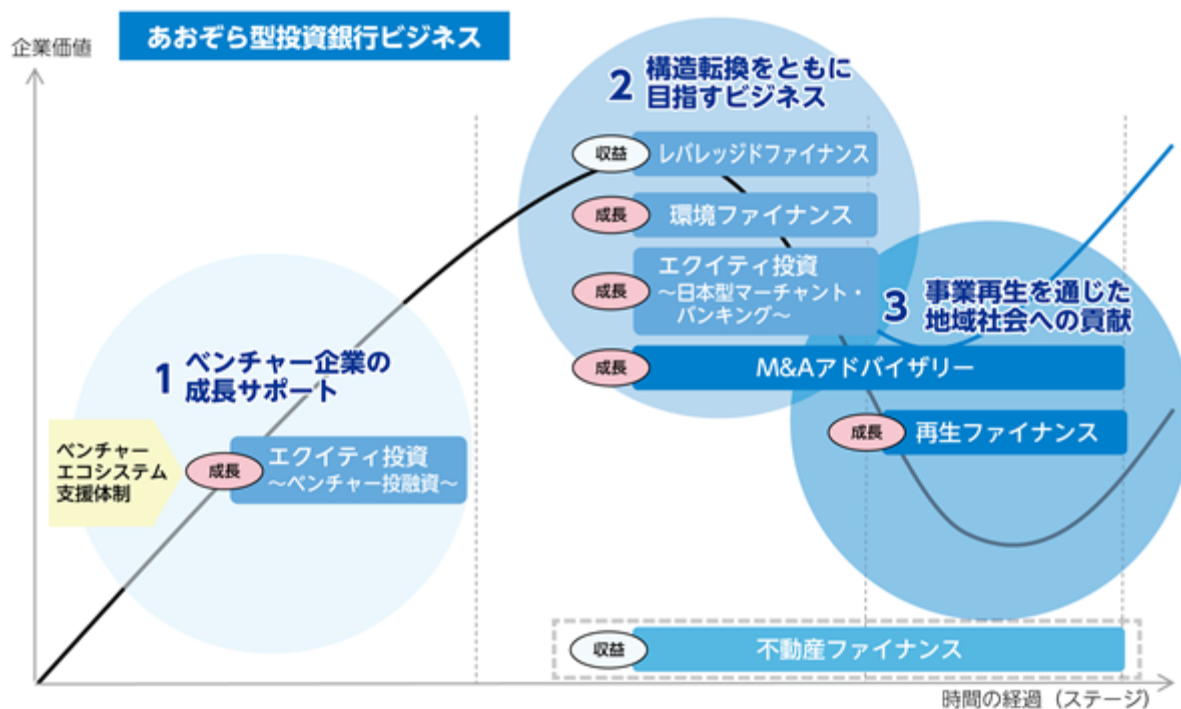 企業価値
あおぞら型投資銀行ビジネス
2 構造転換をともに
目指すビジネス
収益 レバレッジドファイナンス
成長 環境ファイナンス
成長 エクイティ投資
～日本型マーチャント・
バンキング～
3 事業再生を通じた
地域社会への貢献
成長 M&Aアドバイザリー
成長 再生ファイナンス
1 ベンチャー企業の
成長サポート
ベンチャー
エコシステム
支援体制
成長 エクイティ投資
～ベンチャー投融資～
収益 不動産ファイナンス
時間の経過（ステージ）